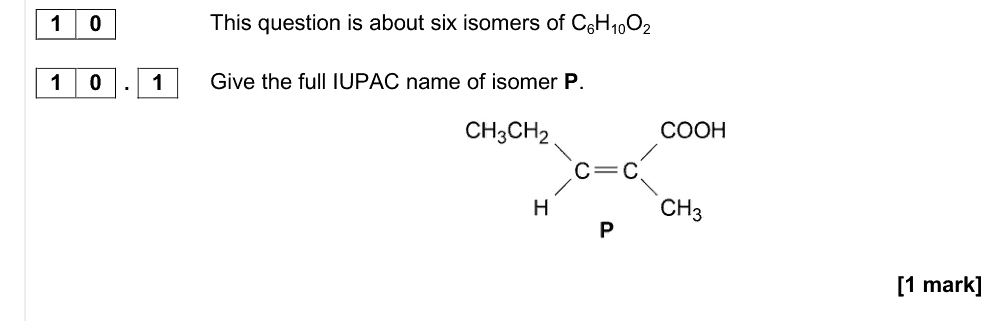 1 0 This question is about six isomers of C₆H₁₀O₂
1 0 . 1 Give the full IUPAC name of isomer P.
CH₃CH₂ COOH
C=C
H CH₃
P
[1 mark]